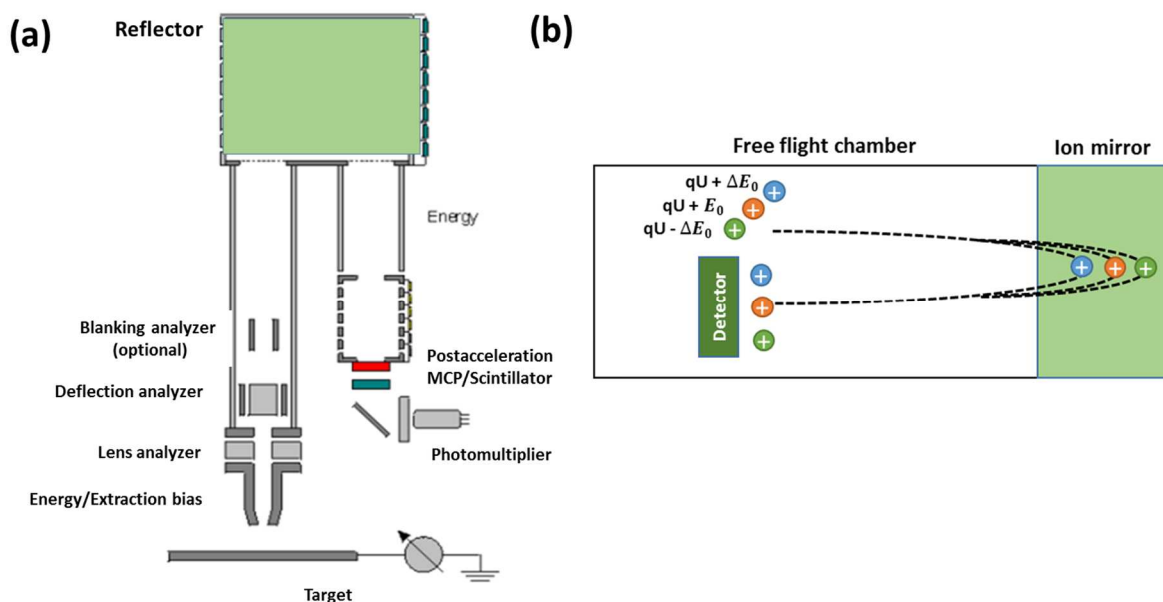 (a)
Reflector
Energy
Blanking analyzer
(optional)
Deflection analyzer
Lens analyzer
Energy/Extraction bias
Postacceleration
MCP/Scintillator
Photomultiplier
Target
(b)
Free flight chamber
Ion mirror
qU + ΔE₀
qU + E₀
qU - ΔE₀
+
+
+
+
+
+
+
+
+
Detector